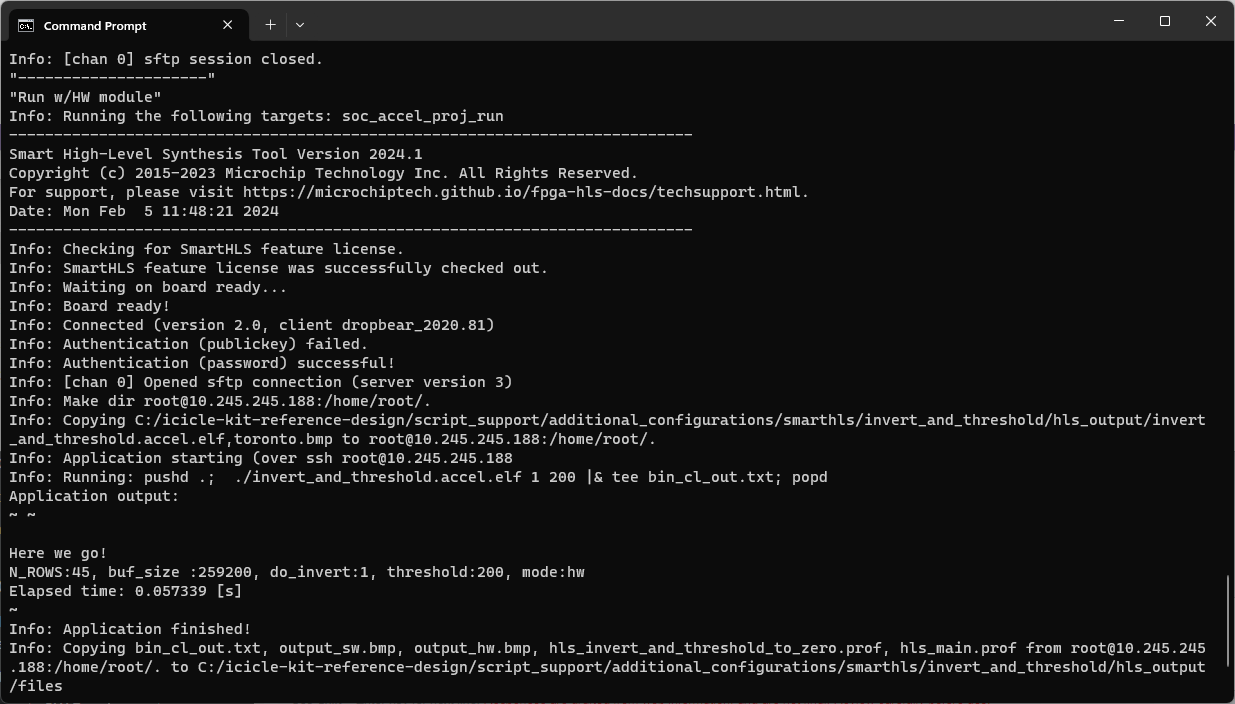 Command Prompt
Info: [chan 0] sftp session closed.
"---------------------"
"Run w/HW module"
Info: Running the following targets: soc_accel_proj_run
----------------------------------------------------------------------------
Smart High-Level Synthesis Tool Version 2024.1
Copyright (c) 2015-2023 Microchip Technology Inc. All Rights Reserved.
For support, please visit https://microchiptech.github.io/fpga-hls-docs/techsupport.html.
Date: Mon Feb  5 11:48:21 2024
----------------------------------------------------------------------------
Info: Checking for SmartHLS feature license.
Info: SmartHLS feature license was successfully checked out.
Info: Waiting on board ready...
Info: Board ready!
Info: Connected (version 2.0, client dropbear_2020.81)
Info: Authentication (publickey) failed.
Info: Authentication (password) successful!
Info: [chan 0] Opened sftp connection (server version 3)
Info: Make dir root@10.245.245.188:/home/root/.
Info: Copying C:/icicle-kit-reference-design/script_support/additional_configurations/smarthls/invert_and_threshold/hls_output/invert
_and_threshold.accel.elf,toronto.bmp to root@10.245.245.188:/home/root/.
Info: Application starting (over ssh root@10.245.245.188
Info: Running: pushd .;  ./invert_and_threshold.accel.elf 1 200 |& tee bin_cl_out.txt; popd
Application output:
~ ~
Here we go!
N_ROWS:45, buf_size :259200, do_invert:1, threshold:200, mode:hw
Elapsed time: 0.057339 [s]
~
Info: Application finished!
Info: Copying bin_cl_out.txt, output_sw.bmp, output_hw.bmp, hls_invert_and_threshold_to_zero.prof, hls_main.prof from root@10.245.245
.188:/home/root/. to C:/icicle-kit-reference-design/script_support/additional_configurations/smarthls/invert_and_threshold/hls_output
/files